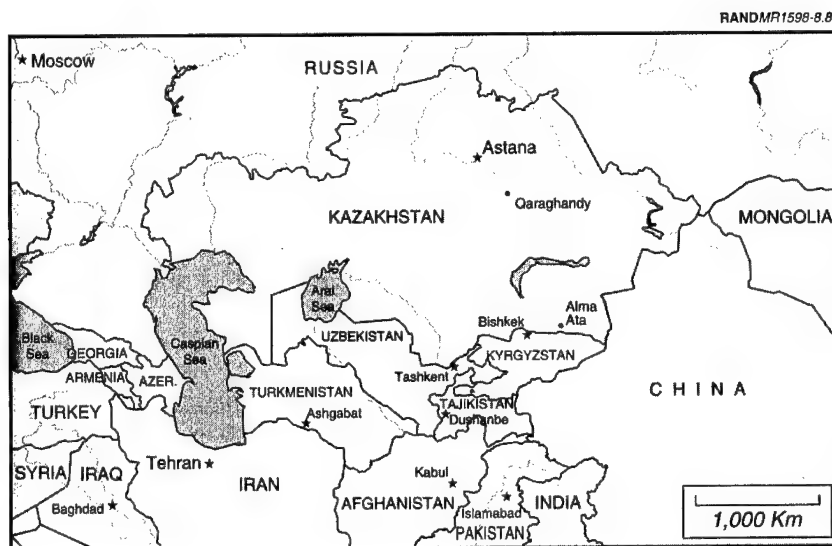 RANDMR1598-8.8
Moscow
RUSSIA
Astana
Qaraghandy
KAZAKHSTAN
MONGOLIA
Aral
Sea
Alma
Ata
Black
Sea
Caspian
Sea
UZBEKISTAN
Bishkek
GEORGIA
KYRGYZSTAN
ARMENIA
AZER.
Tashkent
CHINA
TURKMENISTAN
TAJIKISTAN
TURKEY
Ashgabat
Dushanbe
Tehran
SYRIA
IRAQ
IRAN
Kabul
INDIA
AFGHANISTAN
Baghdad
Islamabad
PAKISTAN
1,000 Km